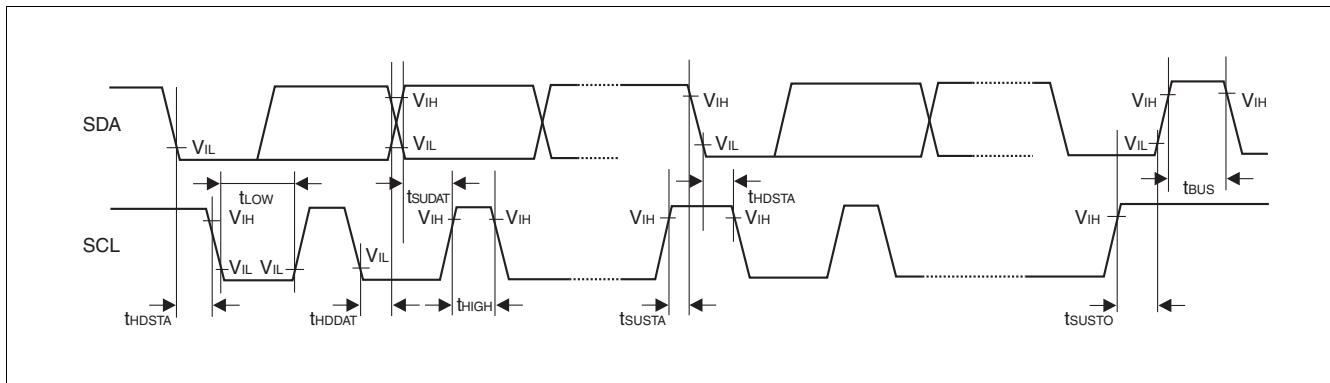 SDA
VIL
VIH
VIL
VIH
VIL
VIH
VIL
VIH
tLOW
tSUDAT
tHDSTA
tBUS
SCL
VIH
VIL
VIL
VIL
VIH
VIH
VIH
VIH
VIH
tHDSTA
tHDDAT
tHIGH
tSUSTA
tSUSTO